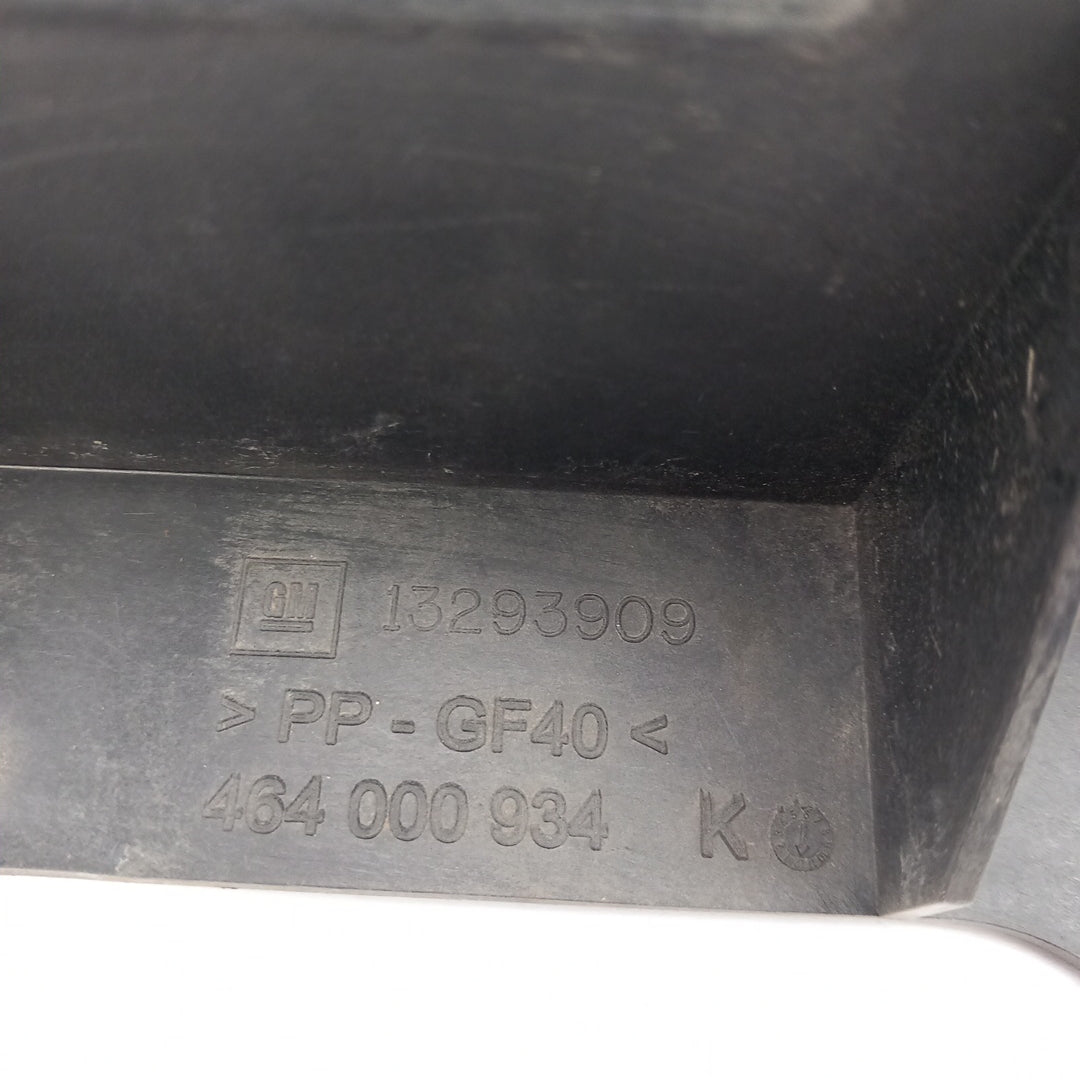 GM 13293909
> PP - GF40 <
464 000 934 K